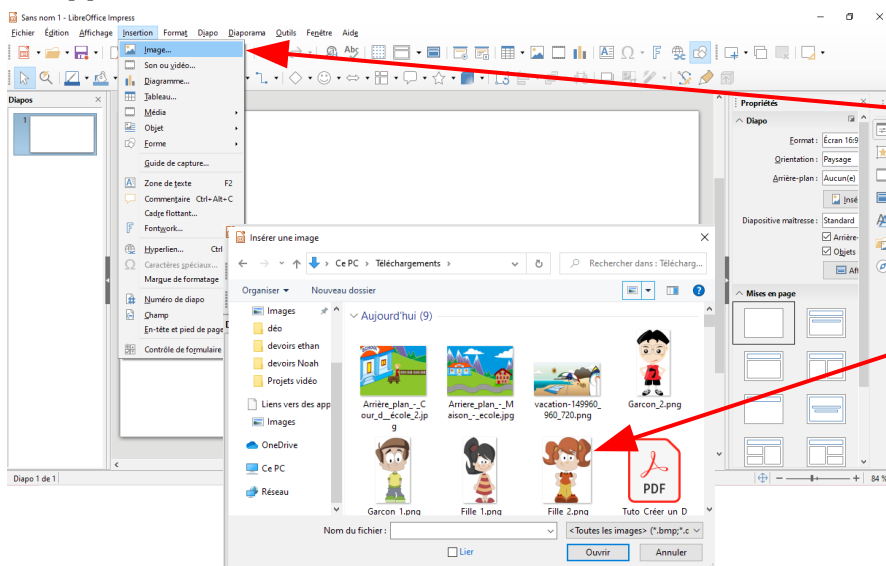 Sans nom 1 - LibreOffice Impress
Fichier Édition Affichage Insertion Format Diapo Diaporama Outils Fenêtre Aide
Image...
Son ou vidéo...
Diagramme...
Tableau...
Média
Objet
Forme
Guide de capture...
Zone de texte F2
Commentaire Ctrl+Alt+C
Cadre flottant...
Fontwork...
Hyperlien... Ctrl
Caractères spéciaux...
Marque de formatage
Numéro de diapo
Champ
En-tête et pied de page
Contrôle de formulaire
Diapos
1
Propriétés
Diapo
Format : Écran 16:9
Orientation : Paysage
Arrière-plan : Aucun(e)
Insé
Diapositive maîtresse : Standard
Arrière-
Objets
Aff
Mises en page
Insérer une image
Ce PC > Téléchargements >
Rechercher dans : Télécharg...
Organiser Nouveau dossier
Images
déo
devoirs ethan
devoirs Noah
Projets vidéo
Liens vers des app
Images
OneDrive
Ce PC
Réseau
Aujourd'hui (9)
Arrière_plan_-_C
our_d__école_2.jp
g
Arriere_plan_-_M
aison_-_ecole.jpg
vacation-149960_
960_720.png
Garcon_2.png
Garcon_1.png
Fille_1.png
Fille_2.png
PDF
Tuto Créer un D
Nom du fichier :
<Toutes les images> (*.bmp;*.c
Lier
Ouvrir Annuler
Diapo 1 de 1
84 %